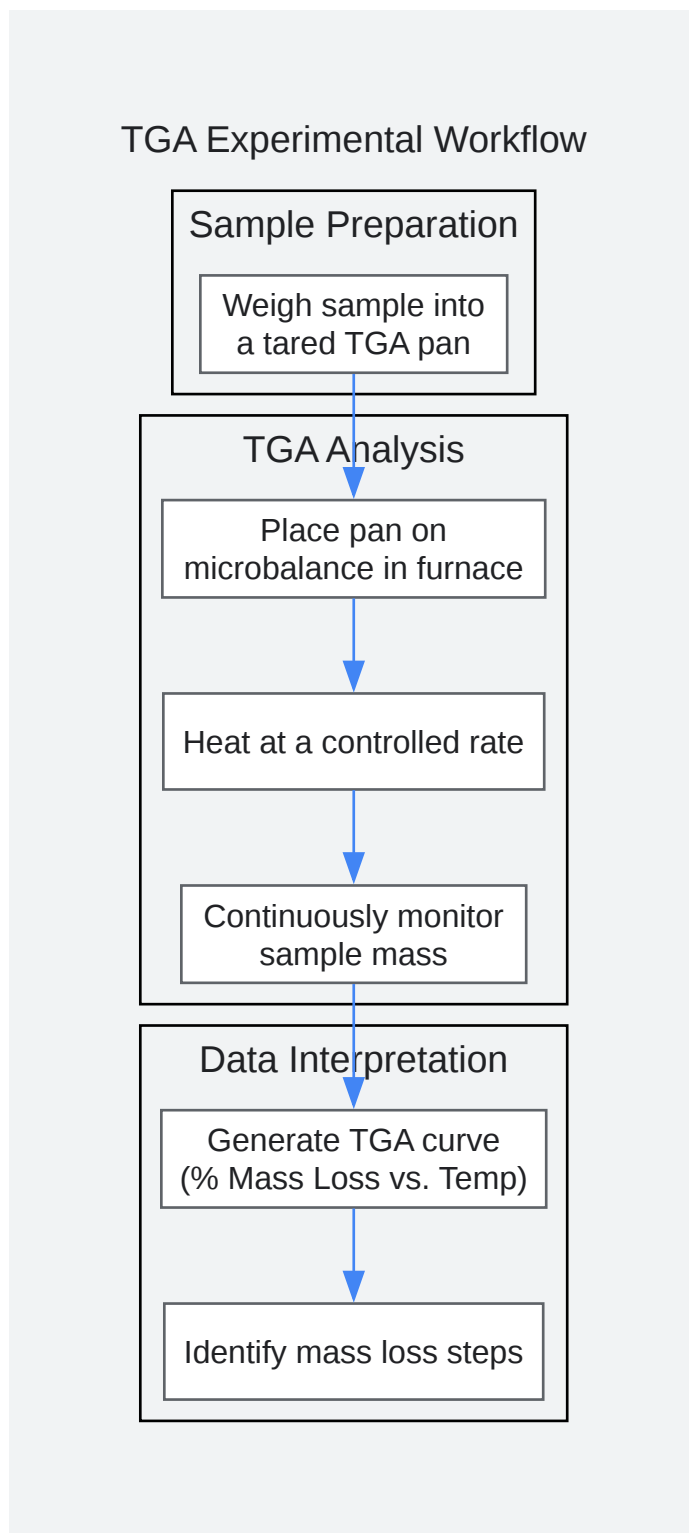 TGA Experimental Workflow
Sample Preparation
Weigh sample into
a tared TGA pan
TGA Analysis
Place pan on
microbalance in furnace
Heat at a controlled rate
Continuously monitor
sample mass
Data Interpretation
Generate TGA curve
(% Mass Loss vs. Temp)
Identify mass loss steps